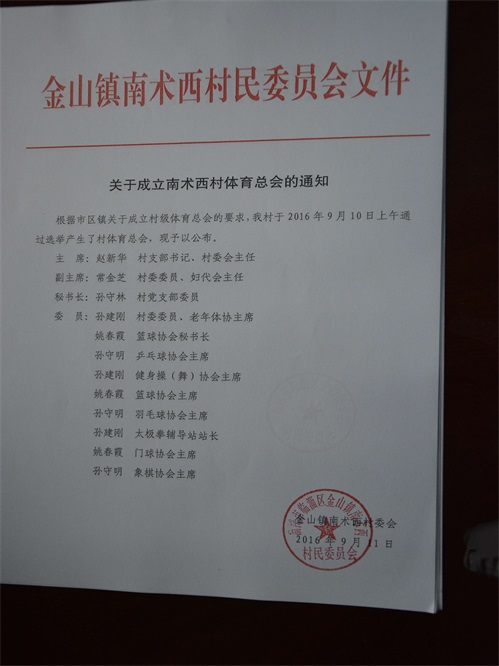 金山镇南术西村民委员会文件
关于成立南术西村体育总会的通知
根据市区镇关于成立村级体育总会的要求，我村于2016年9月10日上午通
过选举产生了村体育总会，现予以公布。
主　席：赵新华　村支部书记、村委会主任
副主席：常金芝　村委委员、妇代会主任
秘书长：孙守林　村党支部委员
委　员：孙建刚　村委委员、老年体协主席
姚春霞　篮球协会秘书长
孙守明　乒乓球协会主席
孙建刚　健身操（舞）协会主席
姚春霞　篮球协会主席
孙守明　羽毛球协会主席
孙建刚　太极拳辅导站站长
姚春霞　门球协会主席
孙守明　象棋协会主席
金山镇南术西村委会
2016年9月11日
临淄区金山镇南术西
村民委员会